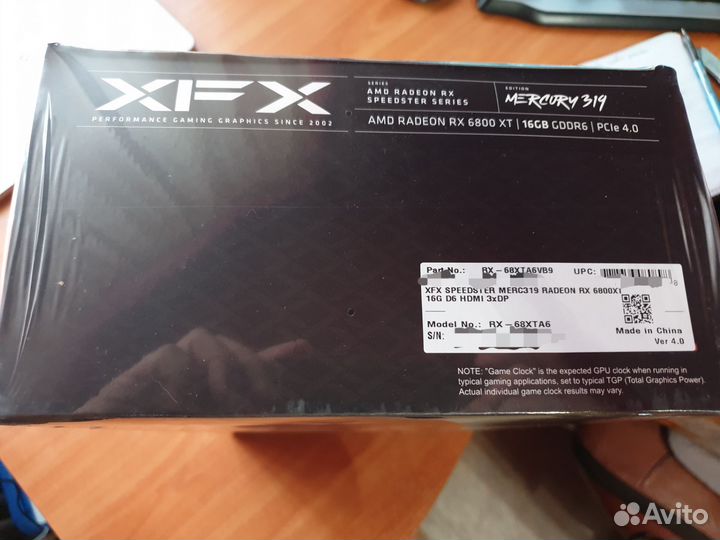 XFX
PERFORMANCE GAMING GRAPHICS SINCE 2002
SERIES
AMD RADEON RX
SPEEDSTER SERIES
EDITION
MERCURY 319
AMD RADEON RX 6800 XT | 16GB GDDR6 | PCIe 4.0
Part No.: RX-68XTA6VB9 UPC: 8
XFX SPEEDSTER MERC319 RADEON RX 6800XT
16G D6 HDMI 3xDP
Model No.: RX-68XTA6
S/N:
Made in China
Ver 4.0
NOTE: "Game Clock" is the expected GPU clock when running in
typical gaming applications, set to typical TGP (Total Graphics Power).
Actual individual game clock results may vary.
Avito